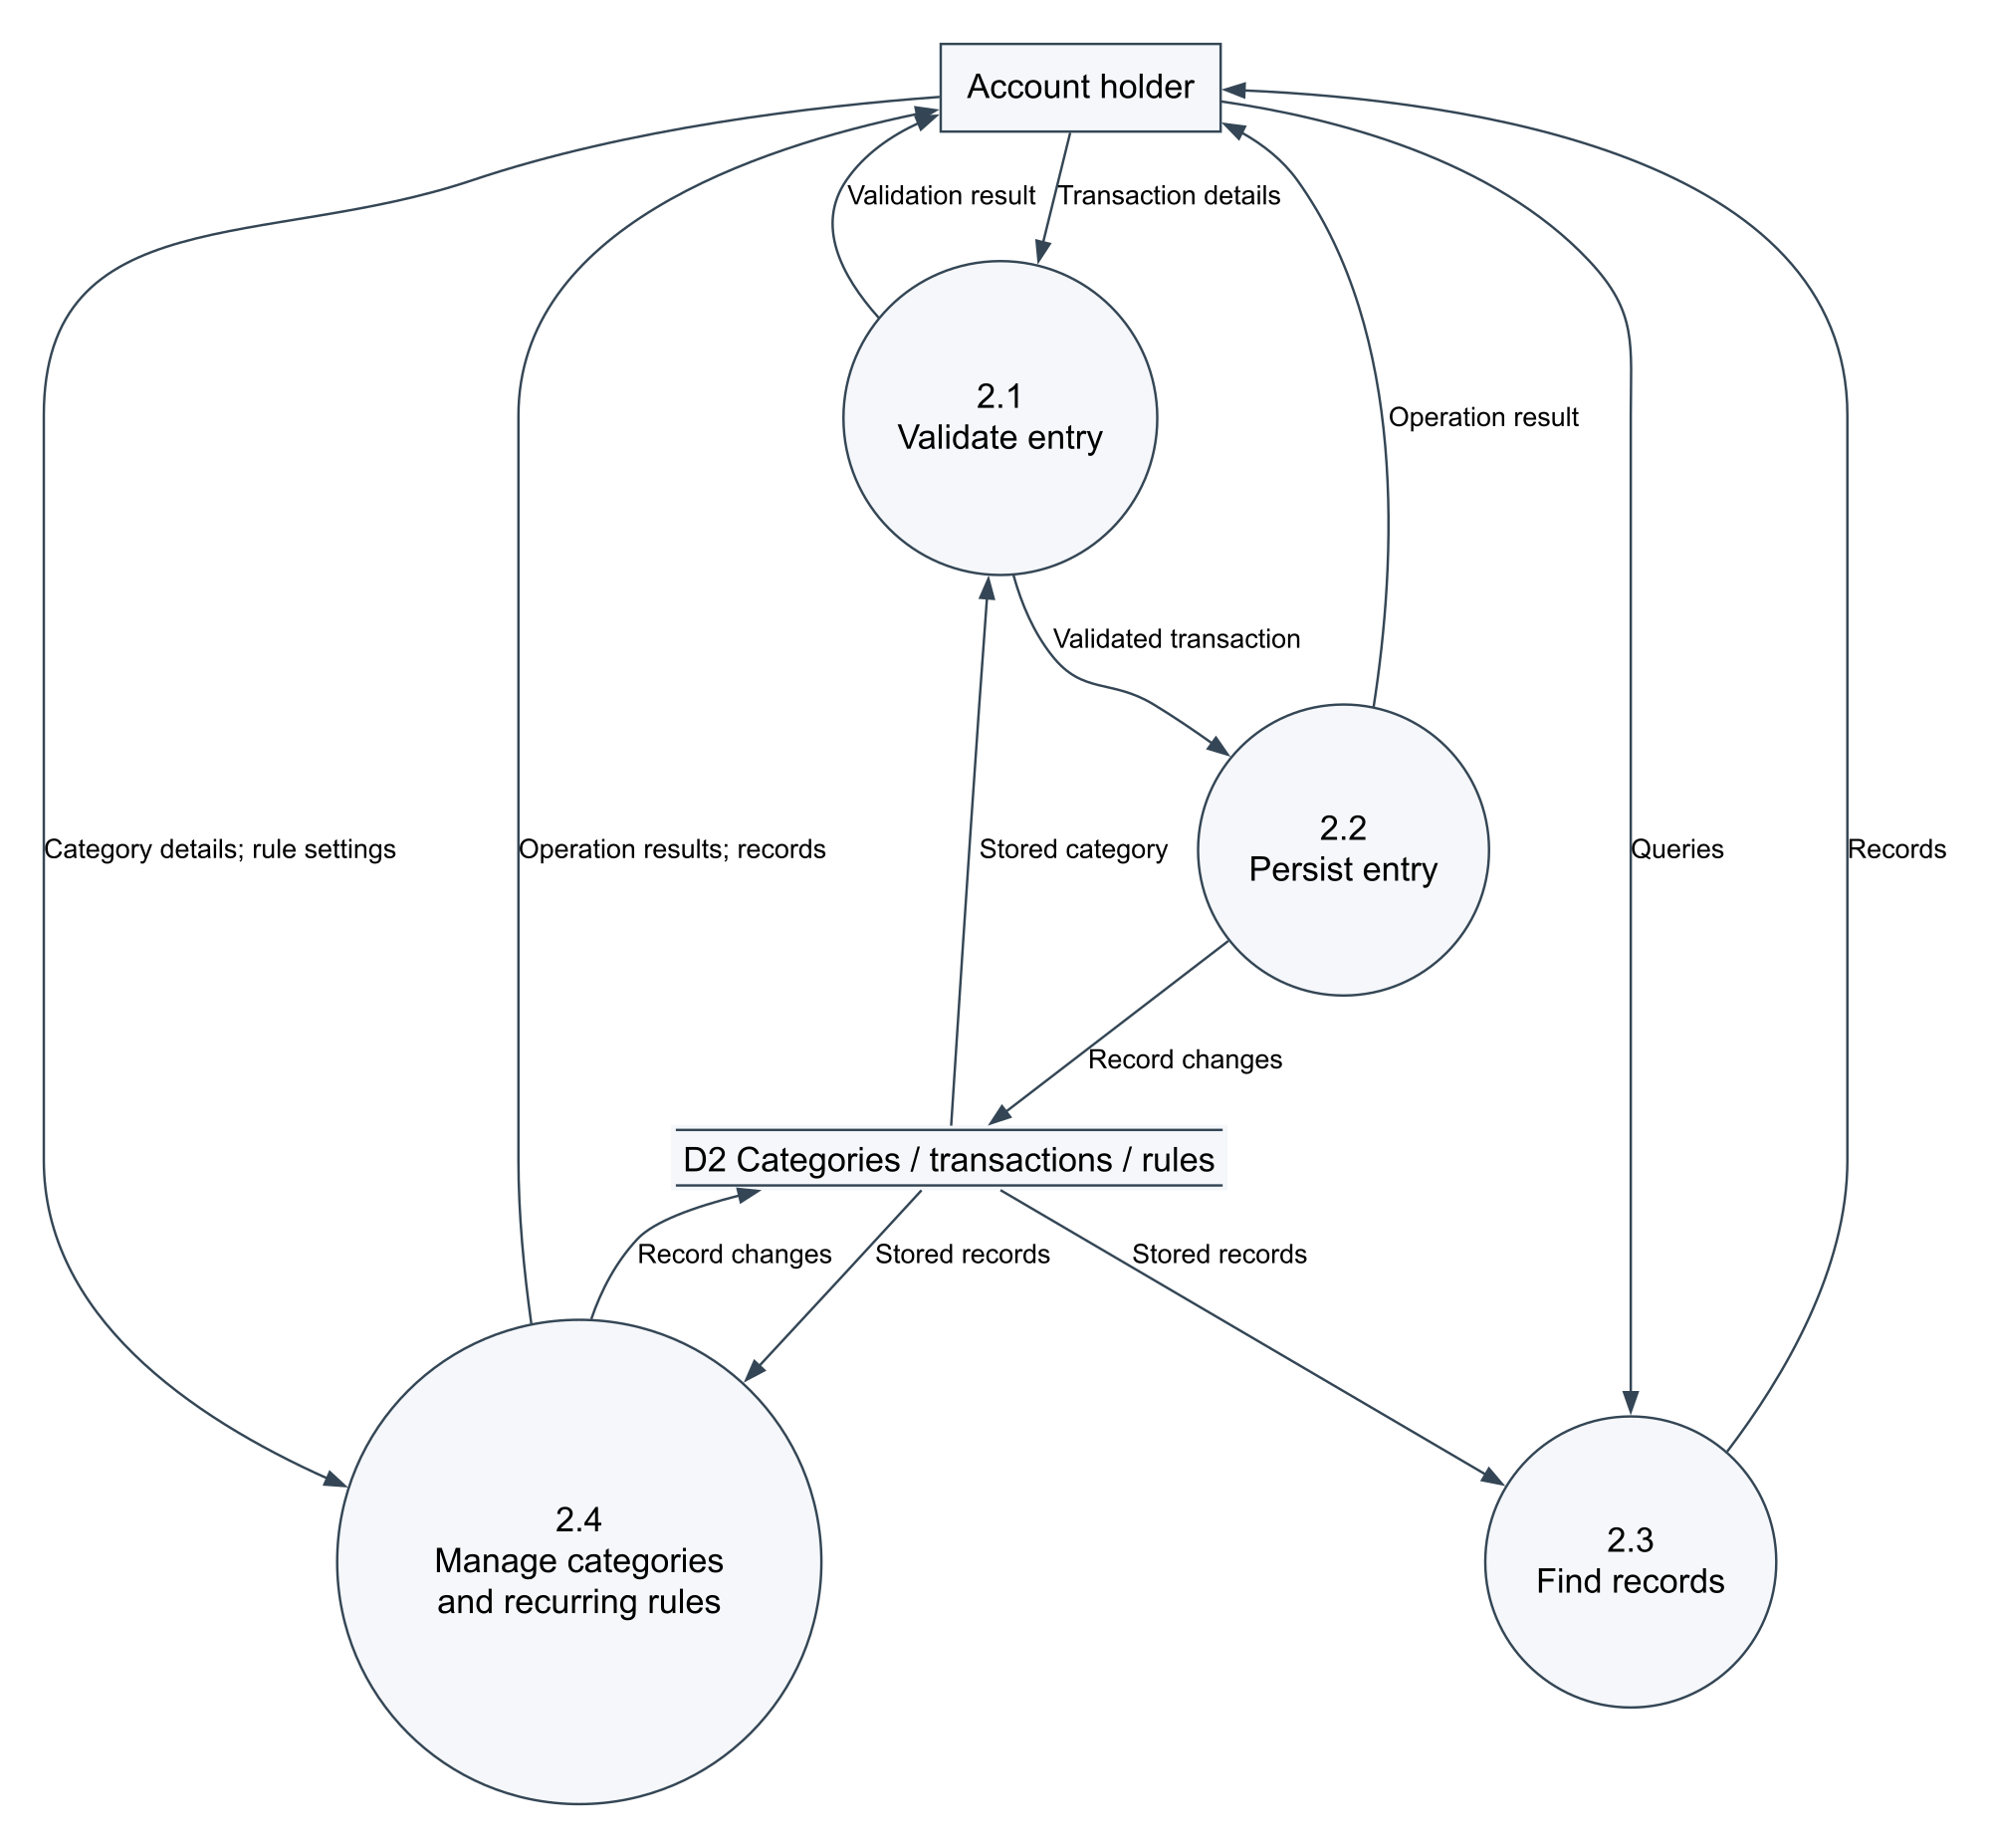 Account holder
Validation result
Transaction details
2.1
Validate entry
Operation result
Validated transaction
2.2
Persist entry
Category details; rule settings
Operation results; records
Stored category
Queries
Records
Record changes
D2 Categories / transactions / rules
Record changes
Stored records
Stored records
2.4
Manage categories
and recurring rules
2.3
Find records